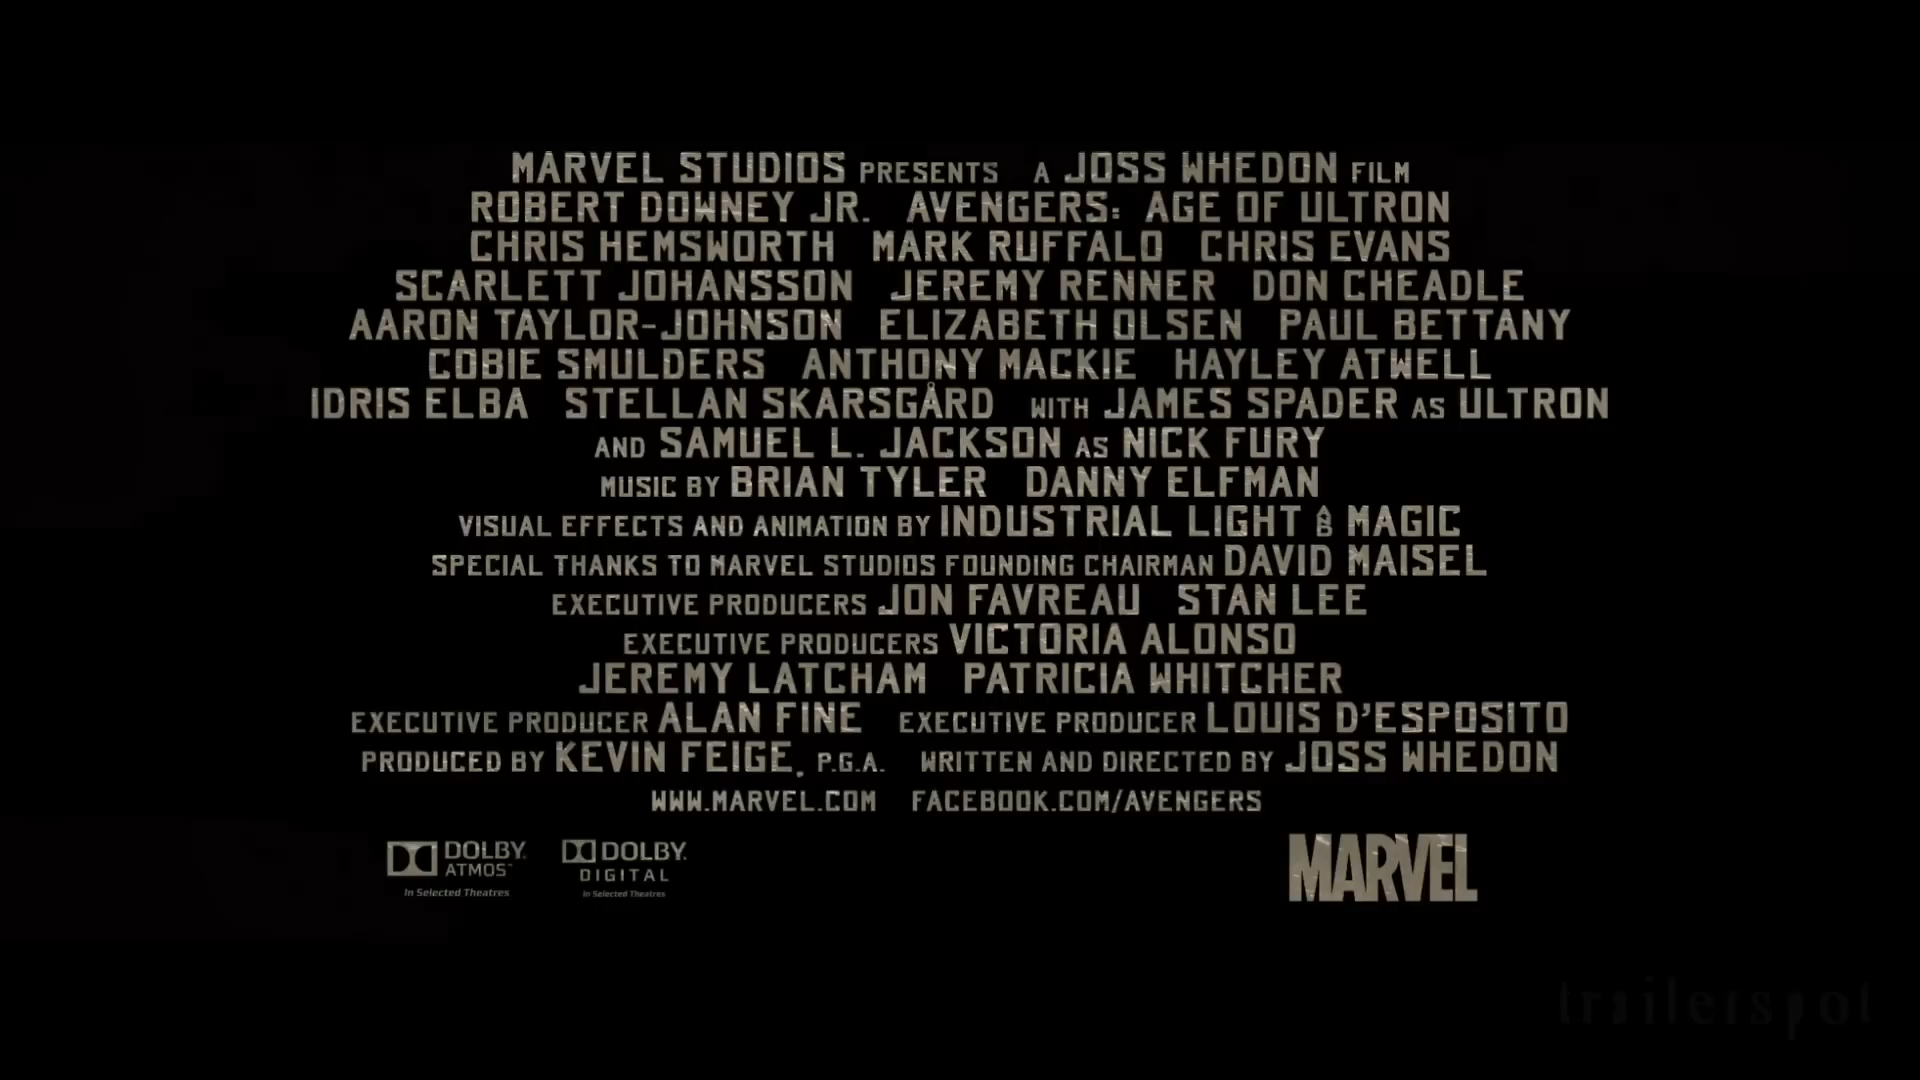 MARVEL STUDIOS PRESENTS A JOSS WHEDON FILM
ROBERT DOWNEY JR. AVENGERS: AGE OF ULTRON
CHRIS HEMSWORTH MARK RUFFALO CHRIS EVANS
SCARLETT JOHANSSON JEREMY RENNER DON CHEADLE
AARON TAYLOR-JOHNSON ELIZABETH OLSEN PAUL BETTANY
COBIE SMULDERS ANTHONY MACKIE HAYLEY ATWELL
IDRIS ELBA STELLAN SKARSGÅRD WITH JAMES SPADER AS ULTRON
AND SAMUEL L. JACKSON AS NICK FURY
MUSIC BY BRIAN TYLER DANNY ELFMAN
VISUAL EFFECTS AND ANIMATION BY INDUSTRIAL LIGHT AND MAGIC
SPECIAL THANKS TO MARVEL STUDIOS FOUNDING CHAIRMAN DAVID MAISEL
EXECUTIVE PRODUCERS JON FAVREAU STAN LEE
EXECUTIVE PRODUCERS VICTORIA ALONSO
JEREMY LATCHAM PATRICIA WHITCHER
EXECUTIVE PRODUCER ALAN FINE EXECUTIVE PRODUCER LOUIS D'ESPOSITO
PRODUCED BY KEVIN FEIGE, P.G.A. WRITTEN AND DIRECTED BY JOSS WHEDON
WWW.MARVEL.COM FACEBOOK.COM/AVENGERS
DOLBY ATMOS™ In Selected Theatres
DOLBY DIGITAL In Selected Theatres
MARVEL
trailerspot